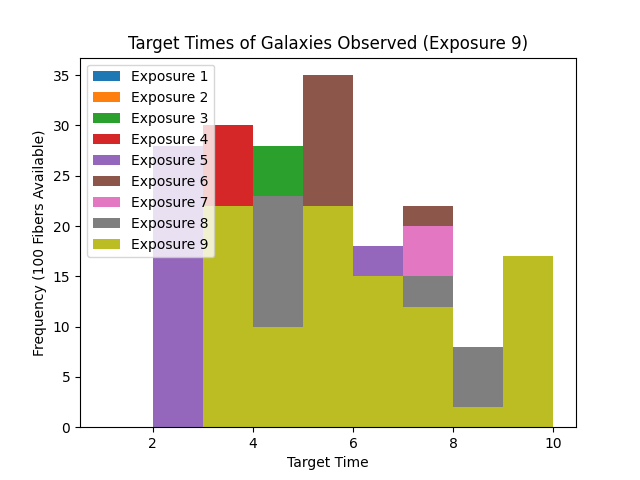 Target Times of Galaxies Observed (Exposure 9)
Frequency (100 Fibers Available)
35
30
25
20
15
10
5
0
Exposure 1
Exposure 2
Exposure 3
Exposure 4
Exposure 5
Exposure 6
Exposure 7
Exposure 8
Exposure 9
2 4 6 8 10
Target Time